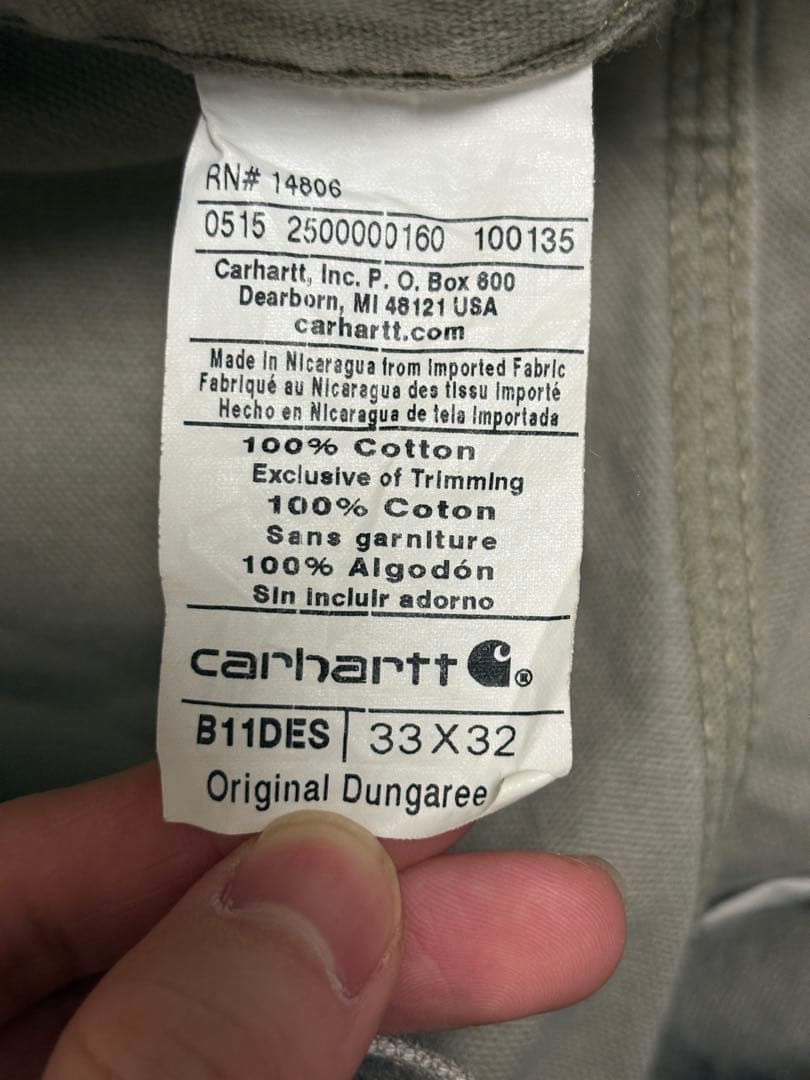 RN# 14806
0515 2500000160 100135
Carhartt, Inc. P. O. Box 600
Dearborn, MI 48121 USA
carhartt.com
Made in Nicaragua from Imported Fabric
Fabriqué au Nicaragua des tissu Importé
Hecho en Nicaragua de tela Importada
100% Cotton
Exclusive of Trimming
100% Coton
Sans garniture
100% Algodón
Sin incluir adorno
carhartt ®
B11DES 33X32
Original Dungaree